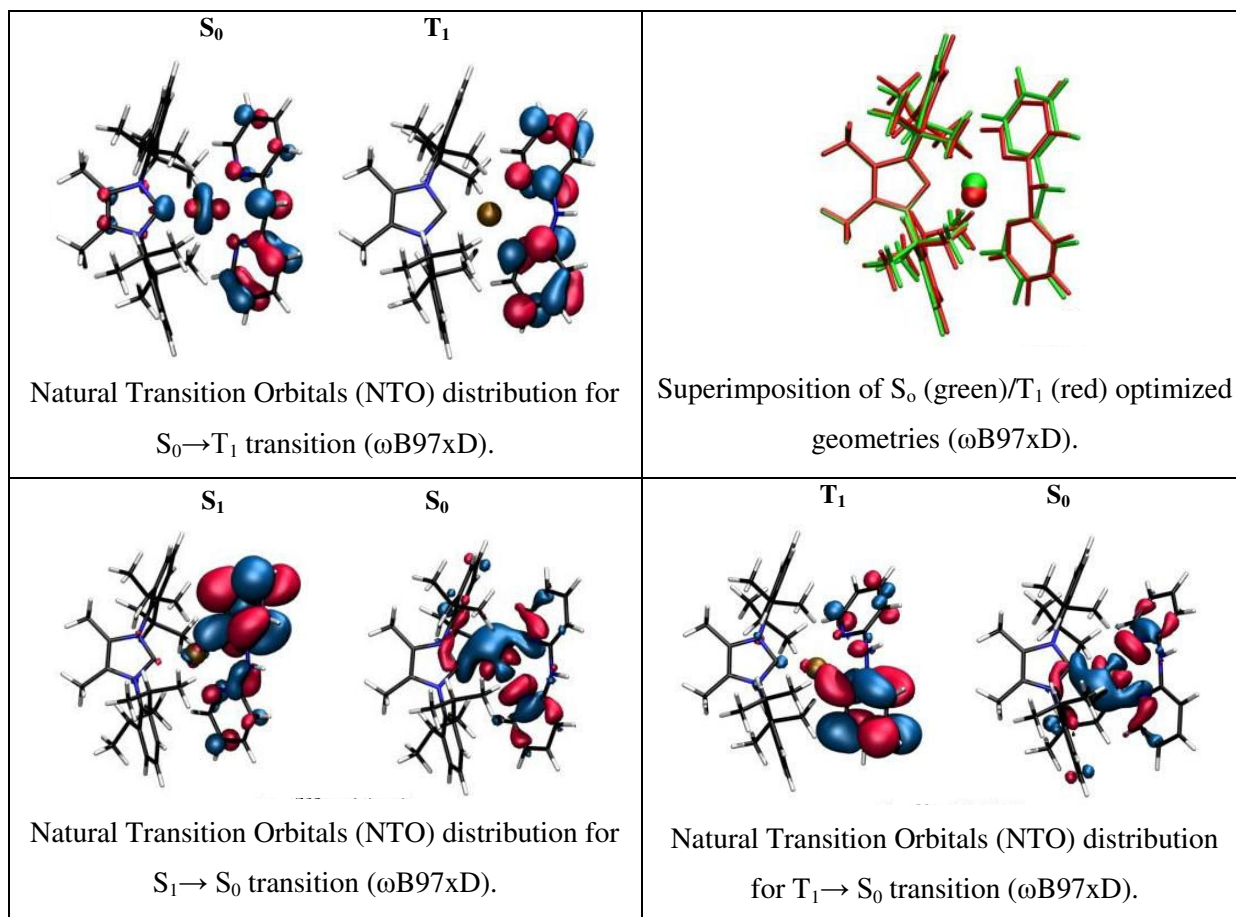 S₀ T₁
Natural Transition Orbitals (NTO) distribution for
S₀→T₁ transition (ωB97xD).
Superimposition of Sₒ (green)/T₁ (red) optimized
geometries (ωB97xD).
S₁ S₀
Natural Transition Orbitals (NTO) distribution for
S₁→ S₀ transition (ωB97xD).
T₁ S₀
Natural Transition Orbitals (NTO) distribution
for T₁→ S₀ transition (ωB97xD).